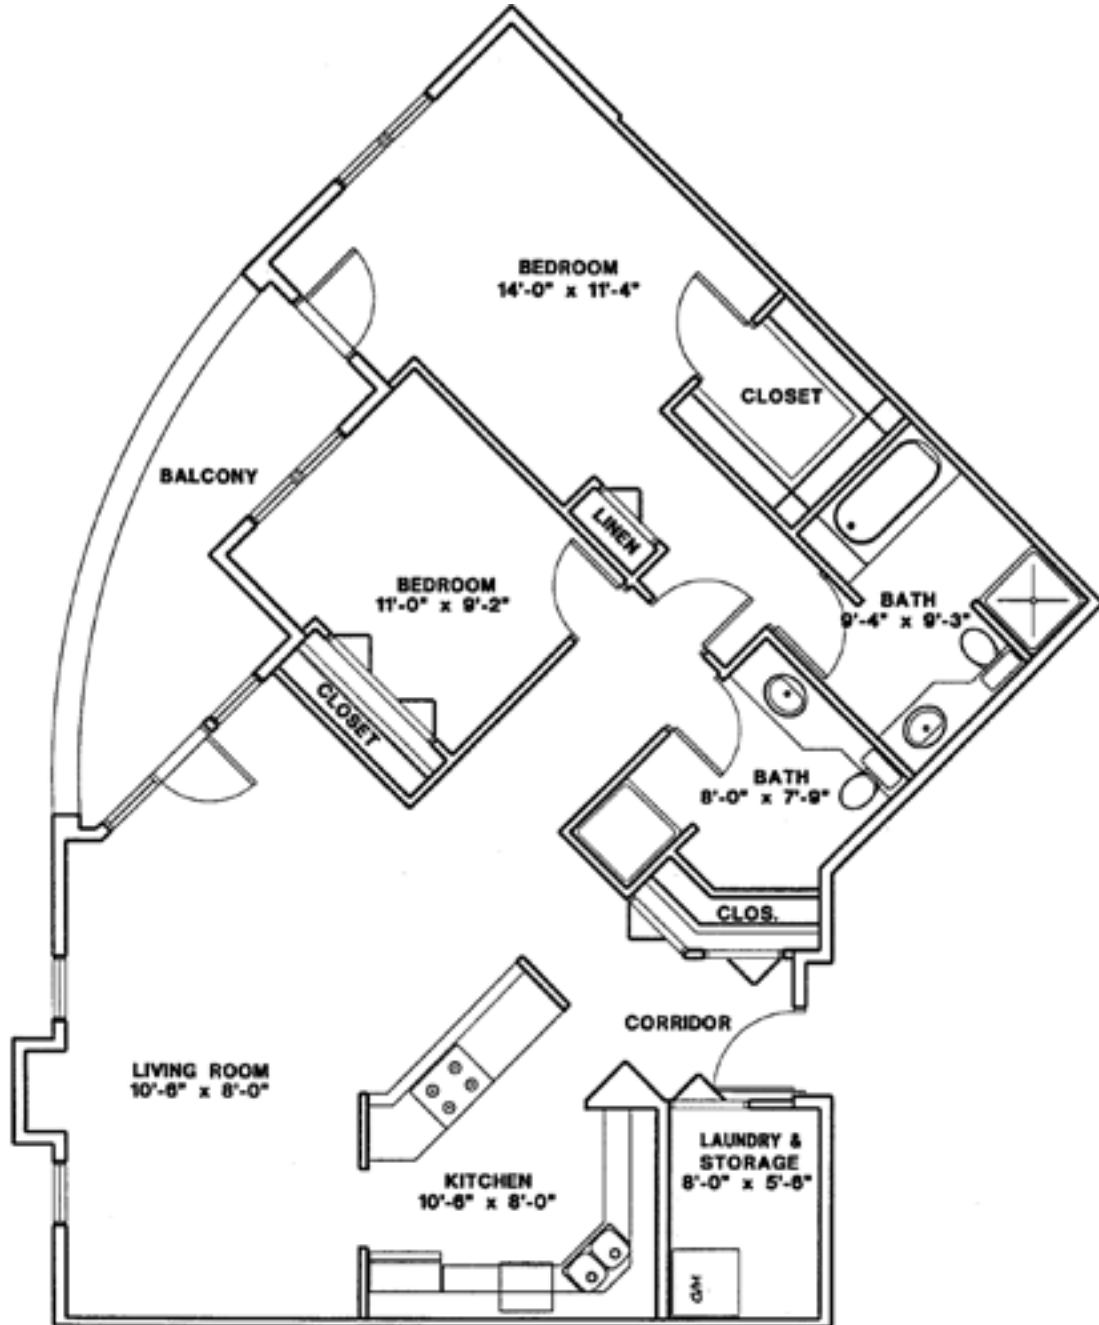 BEDROOM
14'-0" x 11'-4"
CLOSET
BALCONY
LINEN
BEDROOM
11'-0" x 9'-2"
BATH
9'-4" x 9'-3"
CLOSET
BATH
8'-0" x 7'-9"
CLOS.
CORRIDOR
LIVING ROOM
10'-6" x 8'-0"
LAUNDRY &
STORAGE
8'-0" x 5'-6"
KITCHEN
10'-6" x 8'-0"